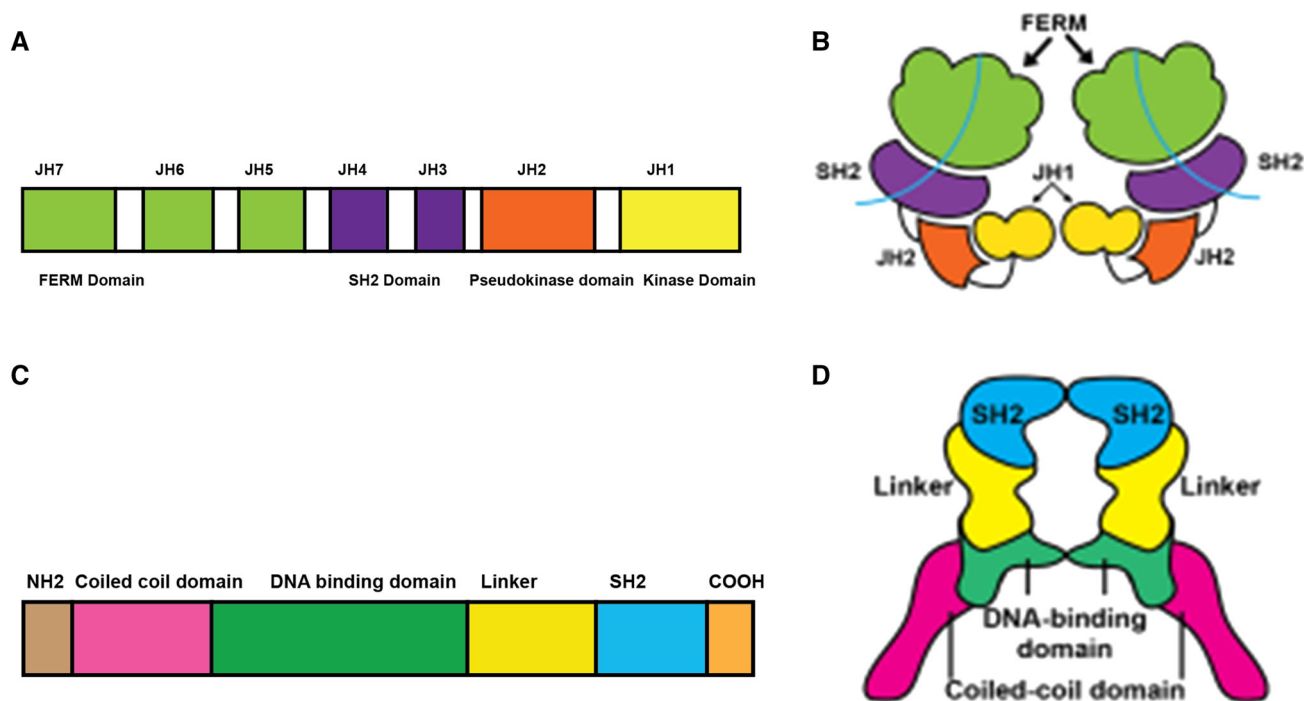 A
JH7 JH6 JH5 JH4 JH3 JH2 JH1
FERM Domain SH2 Domain Pseudokinase domain Kinase Domain
B
FERM
SH2 SH2
JH1
JH2 JH2
C
NH2 Coiled coil domain DNA binding domain Linker SH2 COOH
D
SH2 SH2
Linker Linker
DNA-binding
domain
Coiled-coil domain